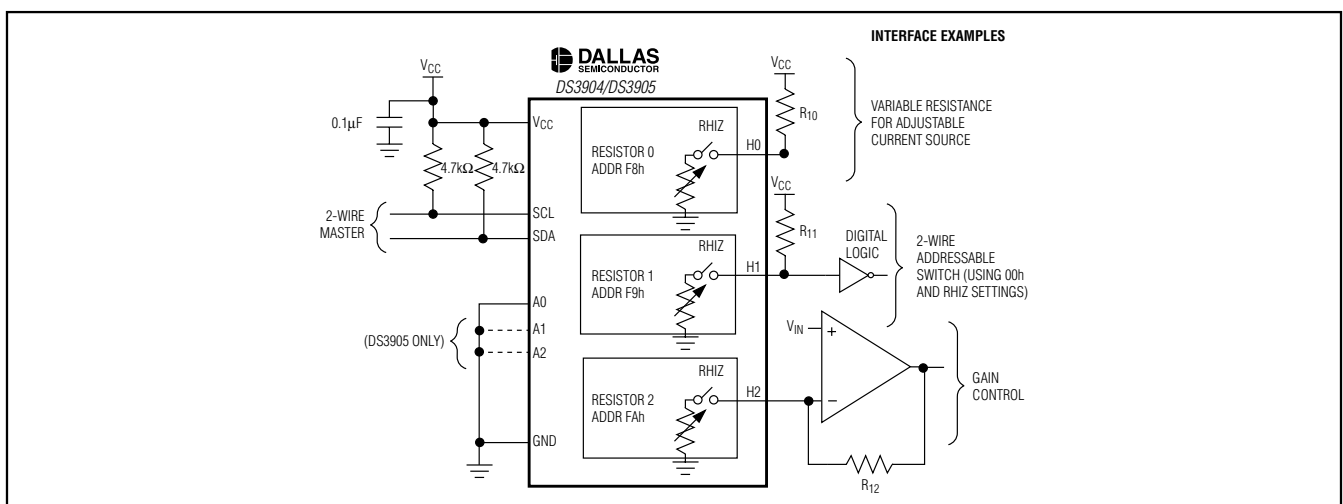 INTERFACE EXAMPLES
DALLAS
SEMICONDUCTOR
DS3904/DS3905
VCC
0.1μF
4.7kΩ
4.7kΩ
2-WIRE
MASTER
VCC
SCL
SDA
A0
A1
A2
(DS3905 ONLY)
GND
RESISTOR 0
ADDR F8h
RHIZ
H0
VCC
R10
VARIABLE RESISTANCE
FOR ADJUSTABLE
CURRENT SOURCE
RESISTOR 1
ADDR F9h
RHIZ
H1
VCC
R11
DIGITAL
LOGIC
2-WIRE
ADDRESSABLE
SWITCH (USING 00h
AND RHIZ SETTINGS)
RESISTOR 2
ADDR FAh
RHIZ
H2
VIN
+
−
R12
GAIN
CONTROL